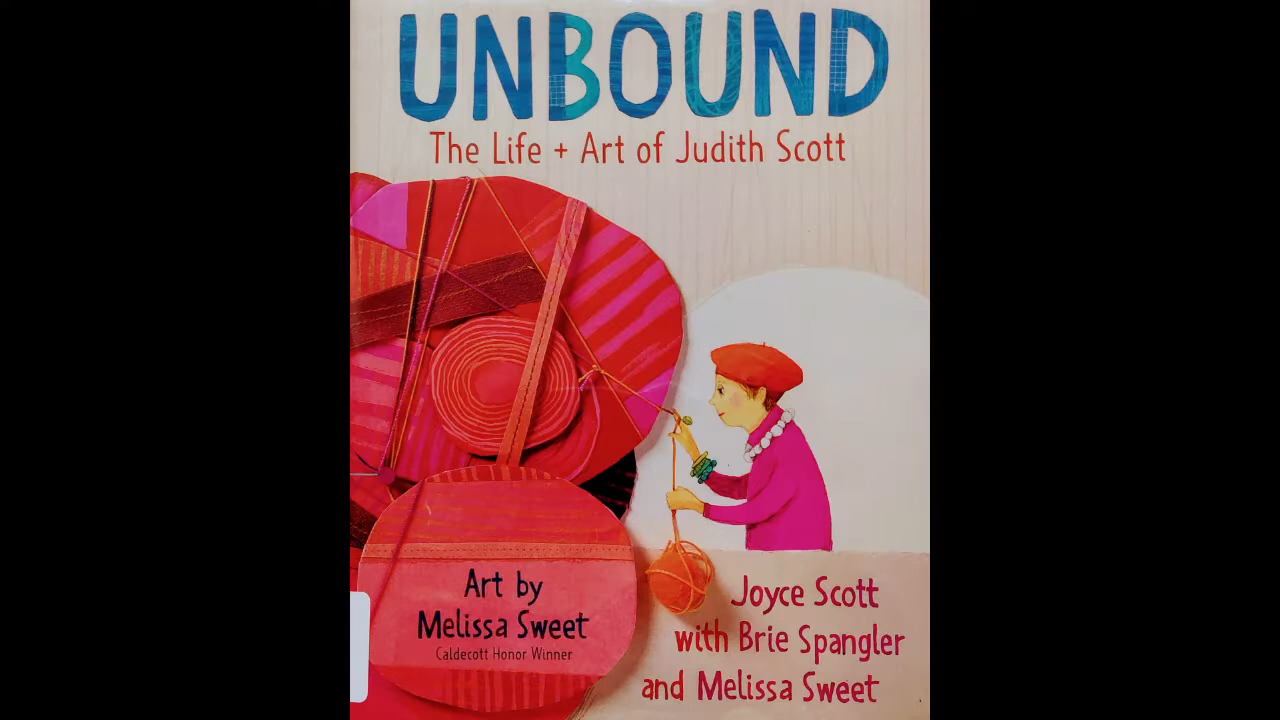 UNBOUND
The Life + Art of Judith Scott
Art by
Melissa Sweet
Caldecott Honor Winner
Joyce Scott
with Brie Spangler
and Melissa Sweet